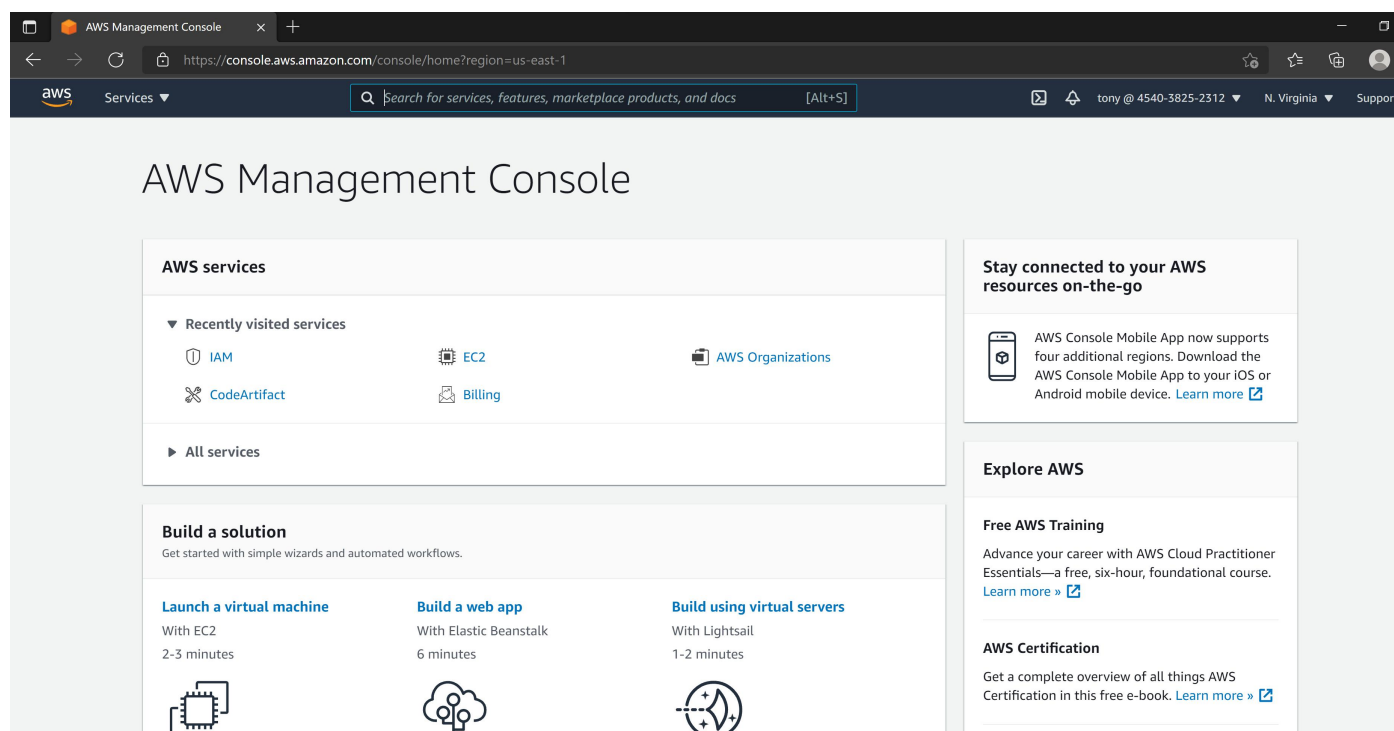 AWS Management Console
https://console.aws.amazon.com/console/home?region=us-east-1
aws
Services ▼
Search for services, features, marketplace products, and docs [Alt+S]
tony @ 4540-3825-2312 ▼
N. Virginia ▼
Suppor
AWS Management Console
AWS services
▼ Recently visited services
IAM
EC2
AWS Organizations
CodeArtifact
Billing
▶ All services
Build a solution
Get started with simple wizards and automated workflows.
Launch a virtual machine
With EC2
2-3 minutes
Build a web app
With Elastic Beanstalk
6 minutes
Build using virtual servers
With Lightsail
1-2 minutes
Stay connected to your AWS
resources on-the-go
AWS Console Mobile App now supports
four additional regions. Download the
AWS Console Mobile App to your iOS or
Android mobile device. Learn more
Explore AWS
Free AWS Training
Advance your career with AWS Cloud Practitioner
Essentials—a free, six-hour, foundational course.
Learn more »
AWS Certification
Get a complete overview of all things AWS
Certification in this free e-book. Learn more »